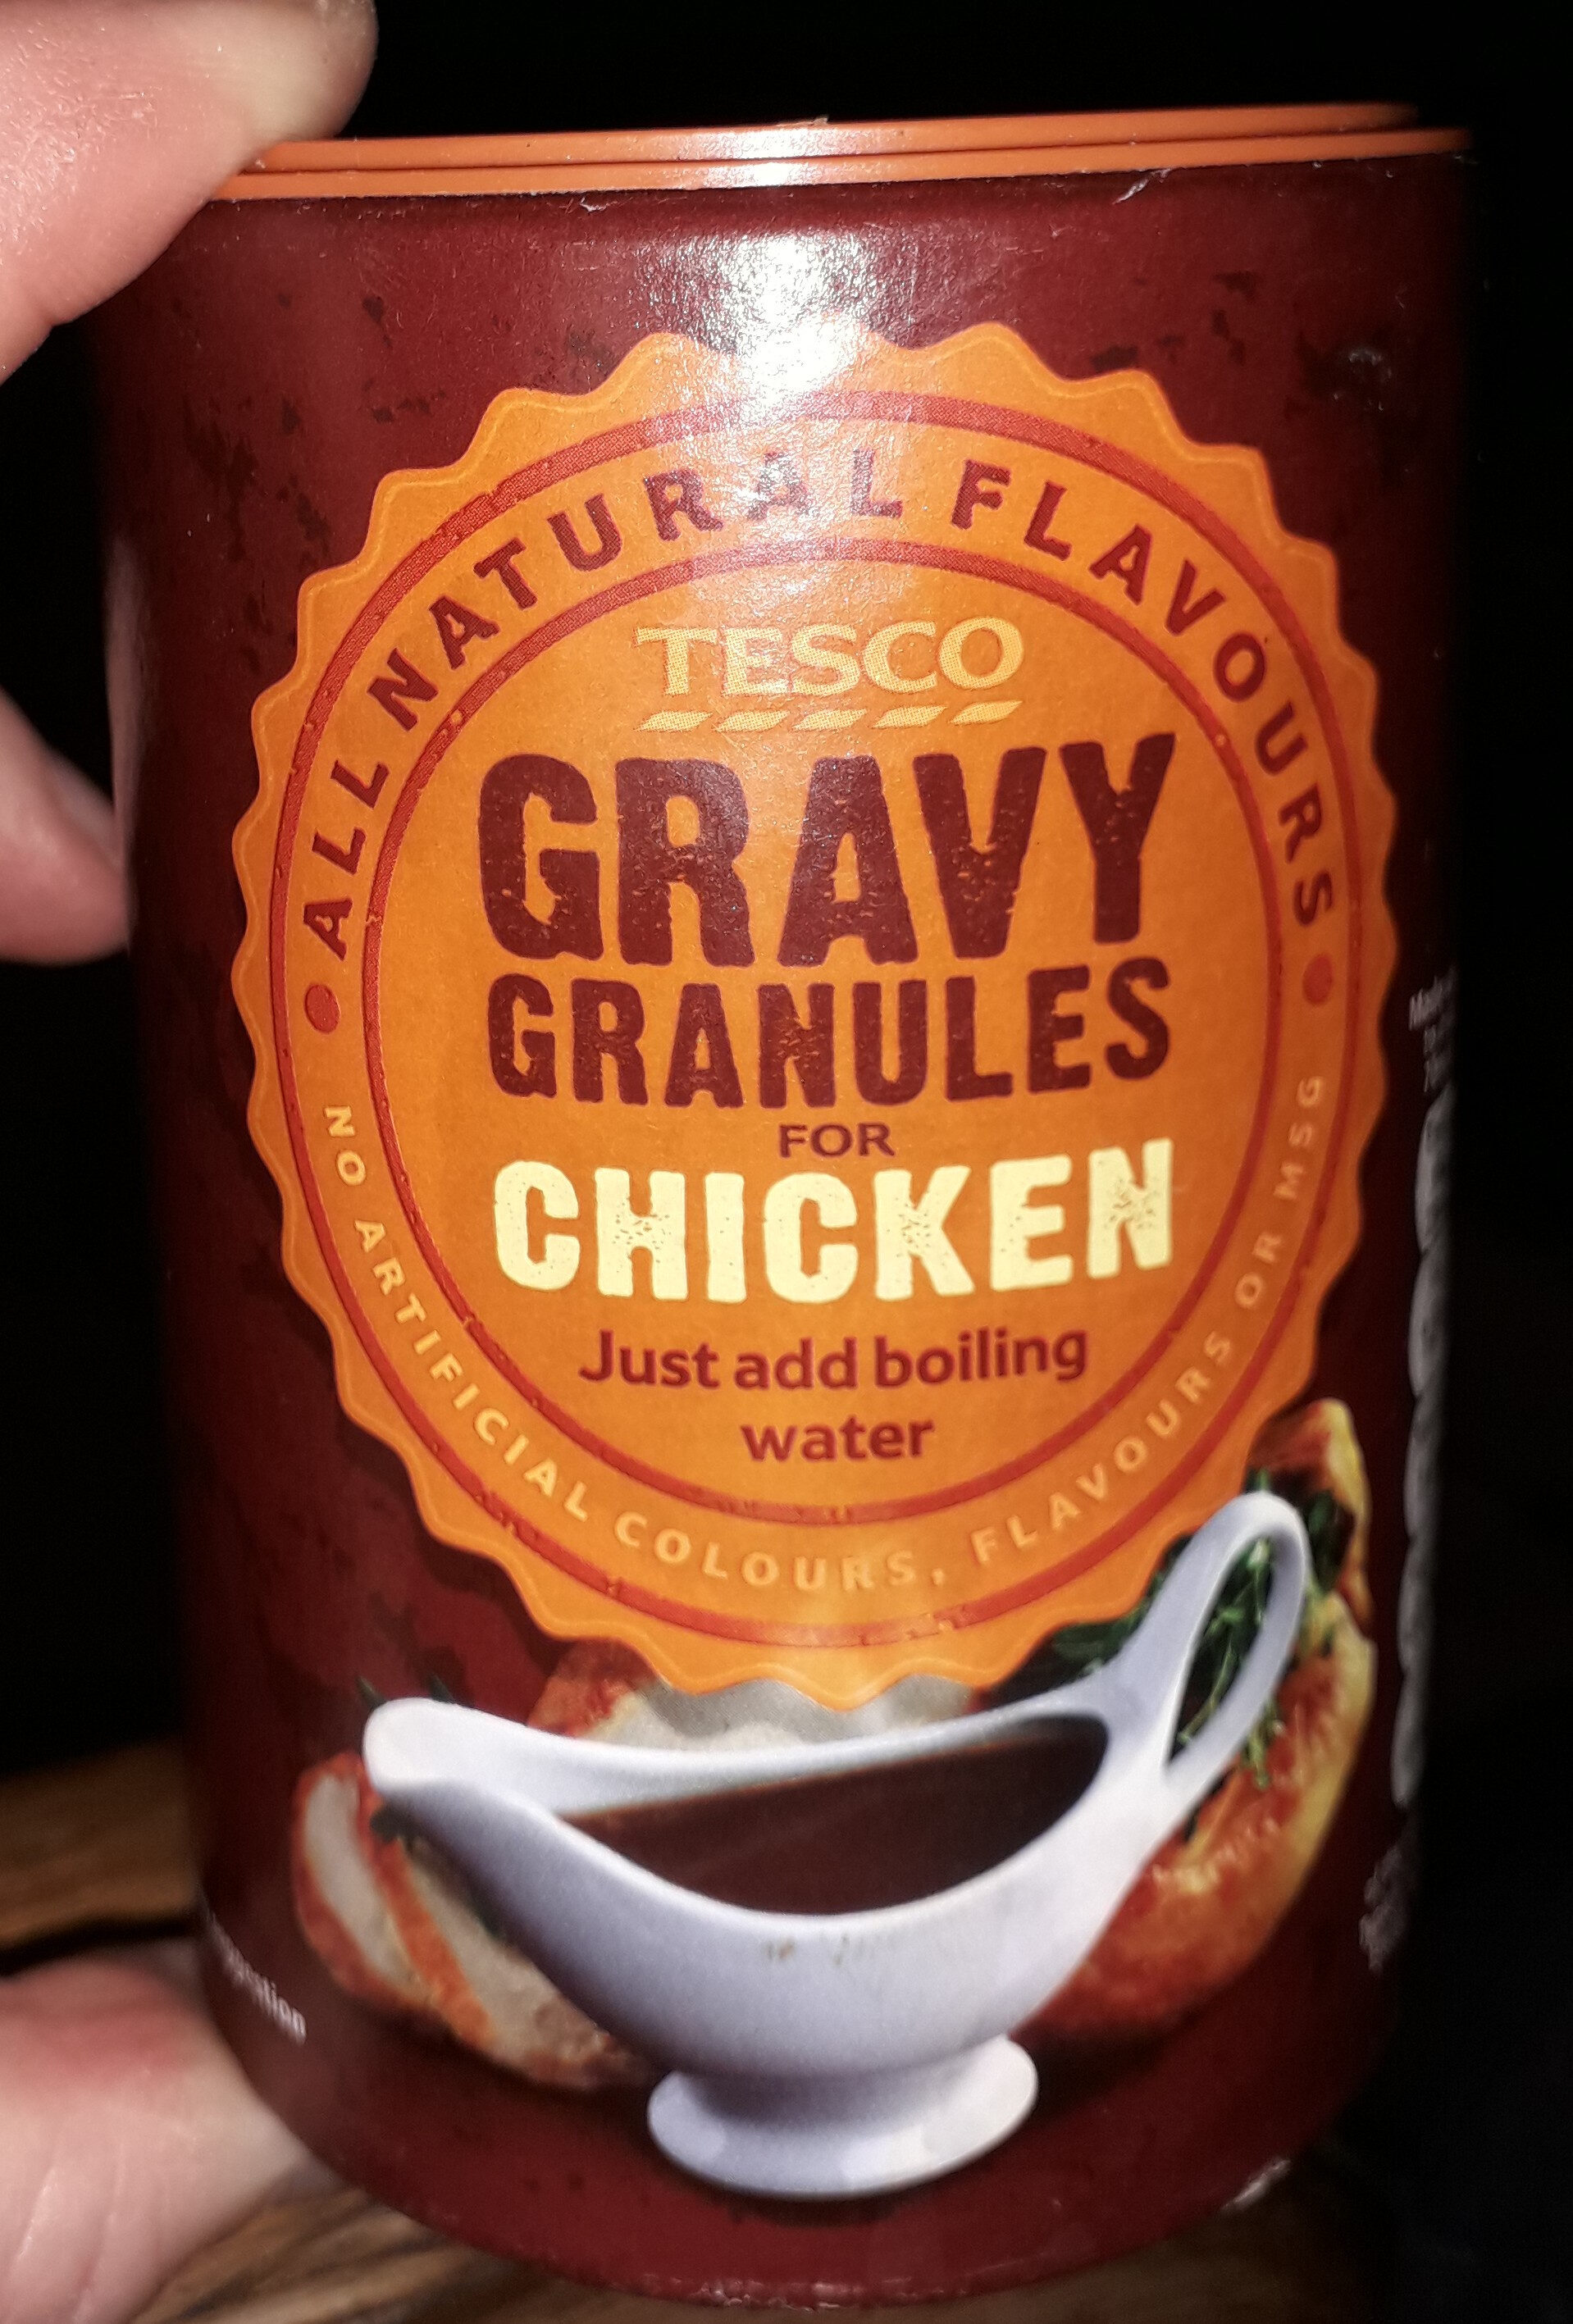 ALL NATURAL FLAVOURS
TESCO
GRAVY
GRANULES
FOR
CHICKEN
Just add boiling
water
NO ARTIFICIAL COLOURS, FLAVOURS OR MSG